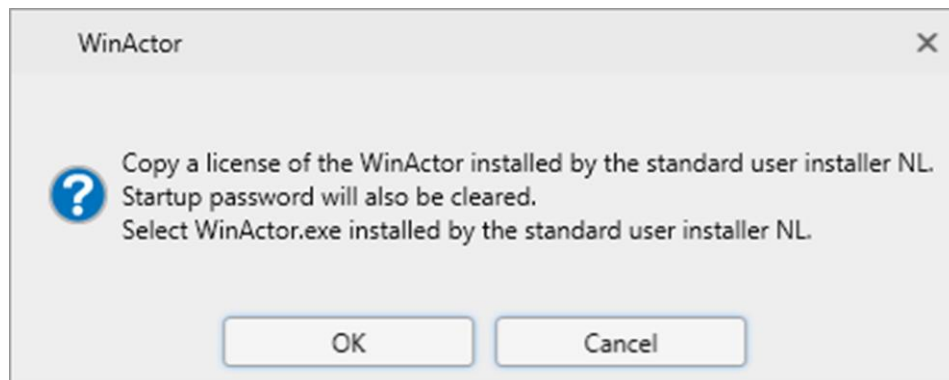 WinActor
Copy a license of the WinActor installed by the standard user installer NL.
Startup password will also be cleared.
Select WinActor.exe installed by the standard user installer NL.
OK
Cancel